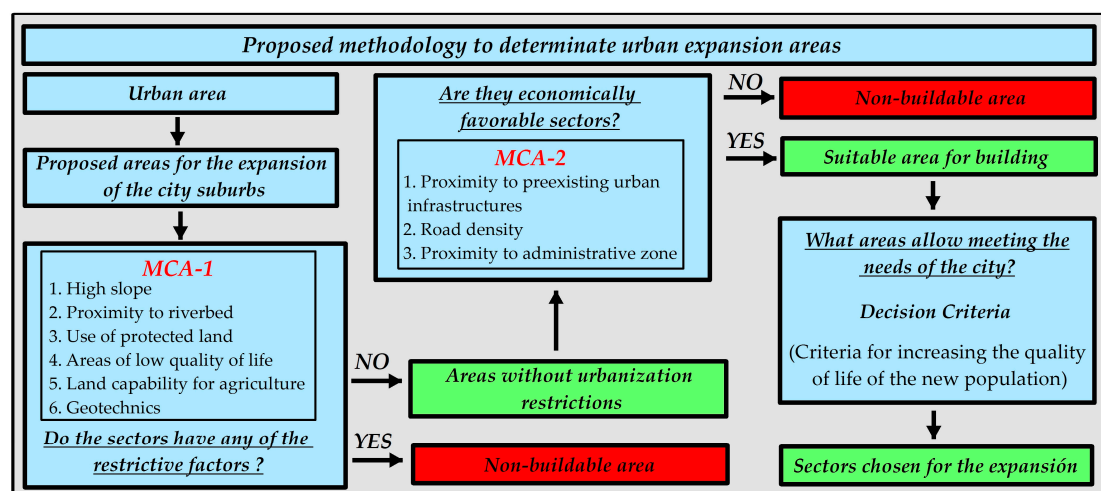 Proposed methodology to determinate urban expansion areas
Urban area
Proposed areas for the expansion
of the city suburbs
MCA-1
1. High slope
2. Proximity to riverbed
3. Use of protected land
4. Areas of low quality of life
5. Land capability for agriculture
6. Geotechnics
Do the sectors have any of the
restrictive factors ?
NO
YES
Areas without urbanization
restrictions
Non-buildable area
Are they economically
favorable sectors?
MCA-2
1. Proximity to preexisting urban
infrastructures
2. Road density
3. Proximity to administrative zone
NO
YES
Non-buildable area
Suitable area for building
What areas allow meeting the
needs of the city?
Decision Criteria
(Criteria for increasing the quality
of life of the new population)
Sectors chosen for the expansión